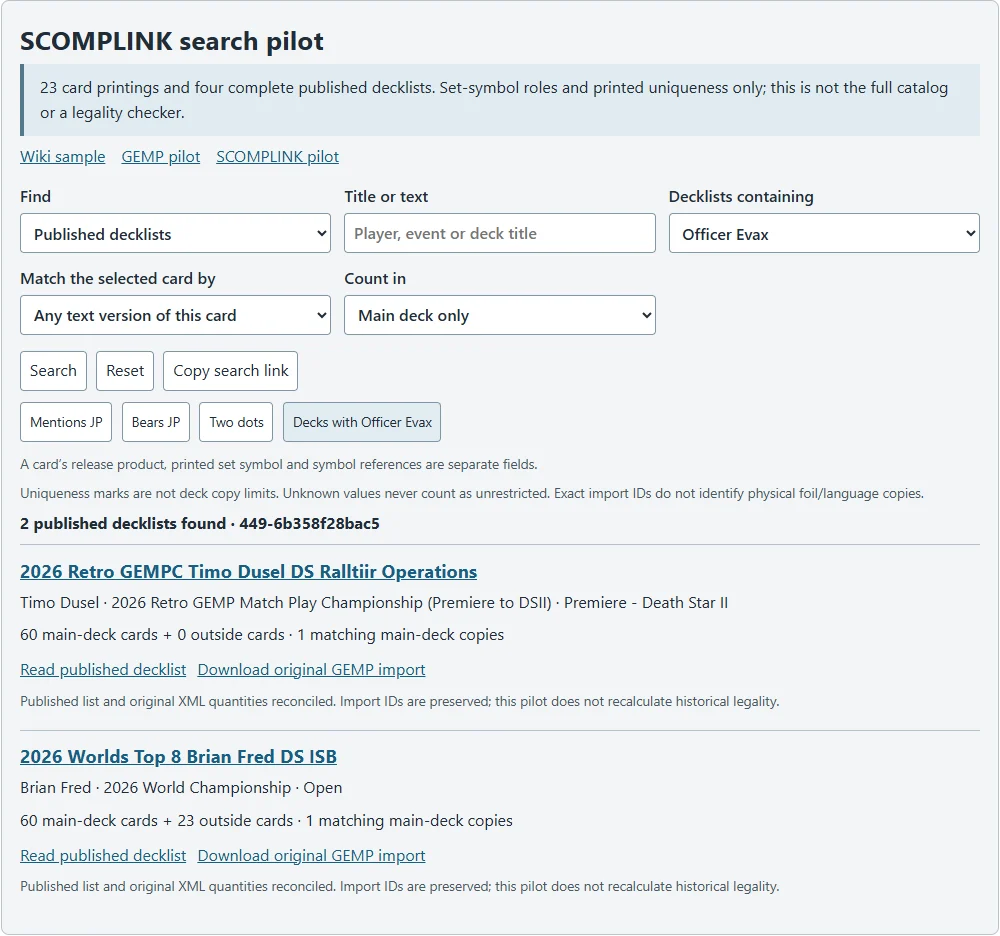 SCOMPLINK search pilot
23 card printings and four complete published decklists. Set-symbol roles and printed uniqueness only; this is not the full catalog
or a legality checker.
Wiki sample GEMP pilot SCOMPLINK pilot
Find Title or text Decklists containing
Published decklists Player, event or deck title Officer Evax
Match the selected card by Count in
Any text version of this card Main deck only
Search Reset Copy search link
Mentions JP Bears JP Two dots Decks with Officer Evax
A card’s release product, printed set symbol and symbol references are separate fields.
Uniqueness marks are not deck copy limits. Unknown values never count as unrestricted. Exact import IDs do not identify physical foil/language copies.
2 published decklists found · 449-6b358f28bac5
2026 Retro GEMPC Timo Dusel DS Ralltiir Operations
Timo Dusel · 2026 Retro GEMP Match Play Championship (Premiere to DSII) · Premiere - Death Star II
60 main-deck cards + 0 outside cards · 1 matching main-deck copies
Read published decklist Download original GEMP import
Published list and original XML quantities reconciled. Import IDs are preserved; this pilot does not recalculate historical legality.
2026 Worlds Top 8 Brian Fred DS ISB
Brian Fred · 2026 World Championship · Open
60 main-deck cards + 23 outside cards · 1 matching main-deck copies
Read published decklist Download original GEMP import
Published list and original XML quantities reconciled. Import IDs are preserved; this pilot does not recalculate historical legality.